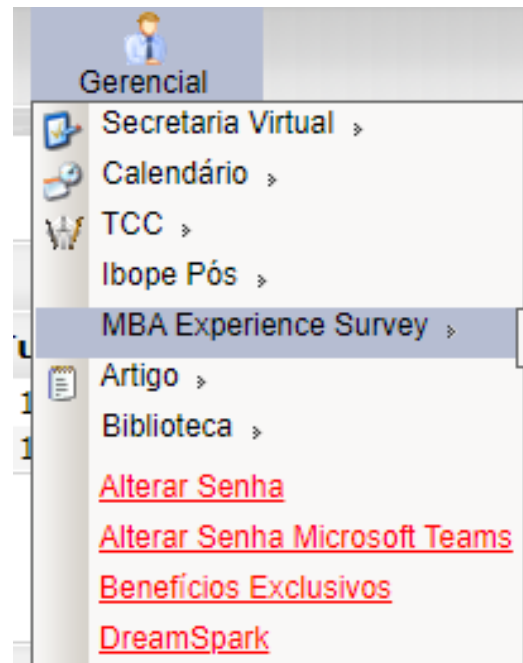 Gerencial
Secretaria Virtual »
Calendário »
TCC »
Ibope Pós »
MBA Experience Survey »
Artigo »
Biblioteca »
Alterar Senha
Alterar Senha Microsoft Teams
Benefícios Exclusivos
DreamSpark